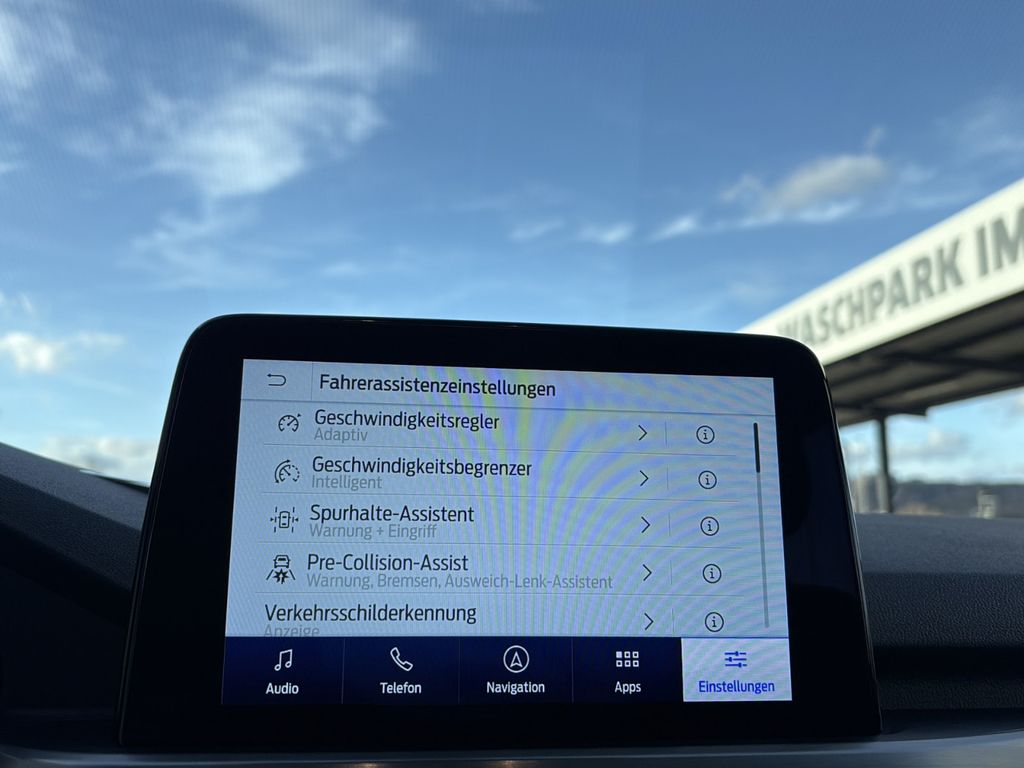 WASCHPARK IM
Fahrerassistenzeinstellungen
Geschwindigkeitsregler
Adaptiv
Geschwindigkeitsbegrenzer
Intelligent
Spurhalte-Assistent
Warnung + Eingriff
Pre-Collision-Assist
Warnung, Bremsen, Ausweich-Lenk-Assistent
Verkehrsschilderkennung
Anzeige
Audio
Telefon
Navigation
Apps
Einstellungen